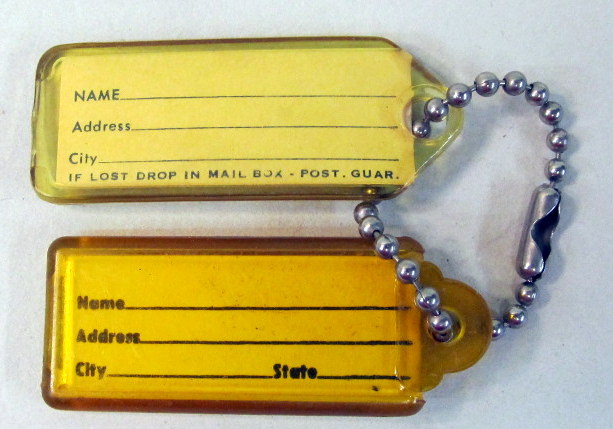 NAME
Address
City
IF LOST DROP IN MAIL BOX - POST. GUAR.
Name
Address
City State